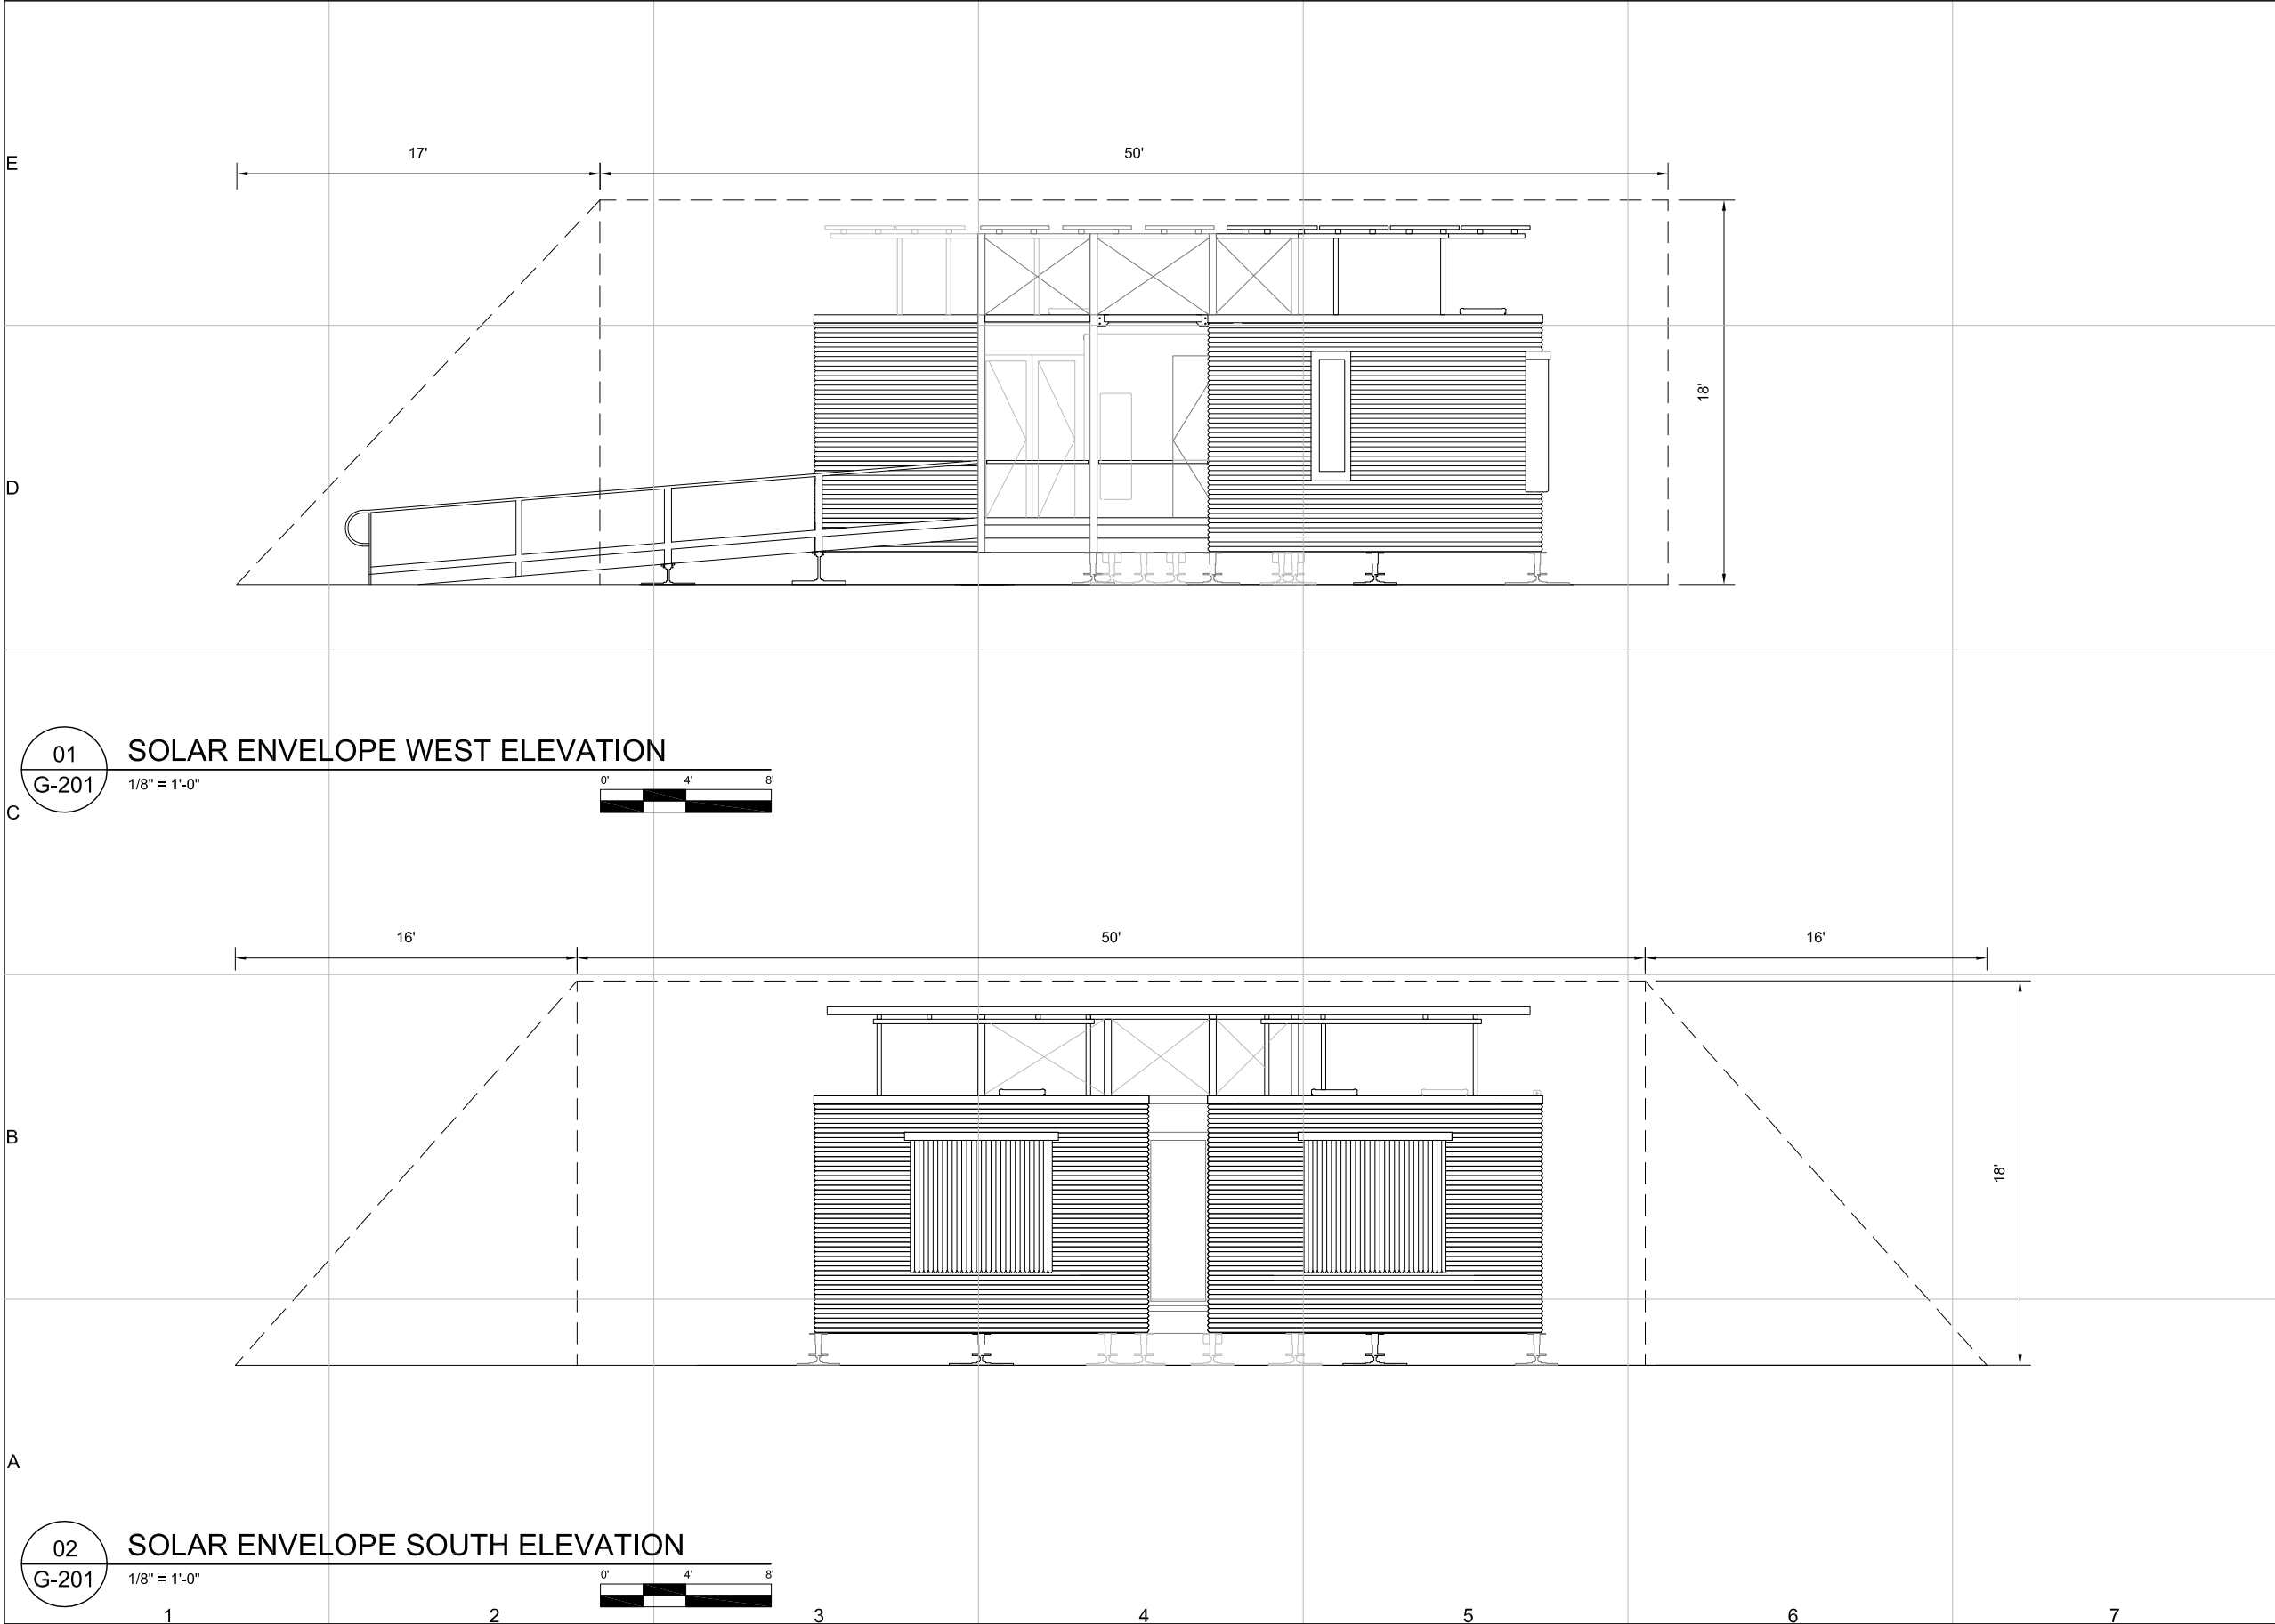 E
17'
50'
18'
D
01
G-201
SOLAR ENVELOPE WEST ELEVATION
1/8" = 1'-0"
0' 4' 8'
C
16'
50'
16'
B
18'
A
02
G-201
SOLAR ENVELOPE SOUTH ELEVATION
1/8" = 1'-0"
0' 4' 8'
1 2 3 4 5 6 7